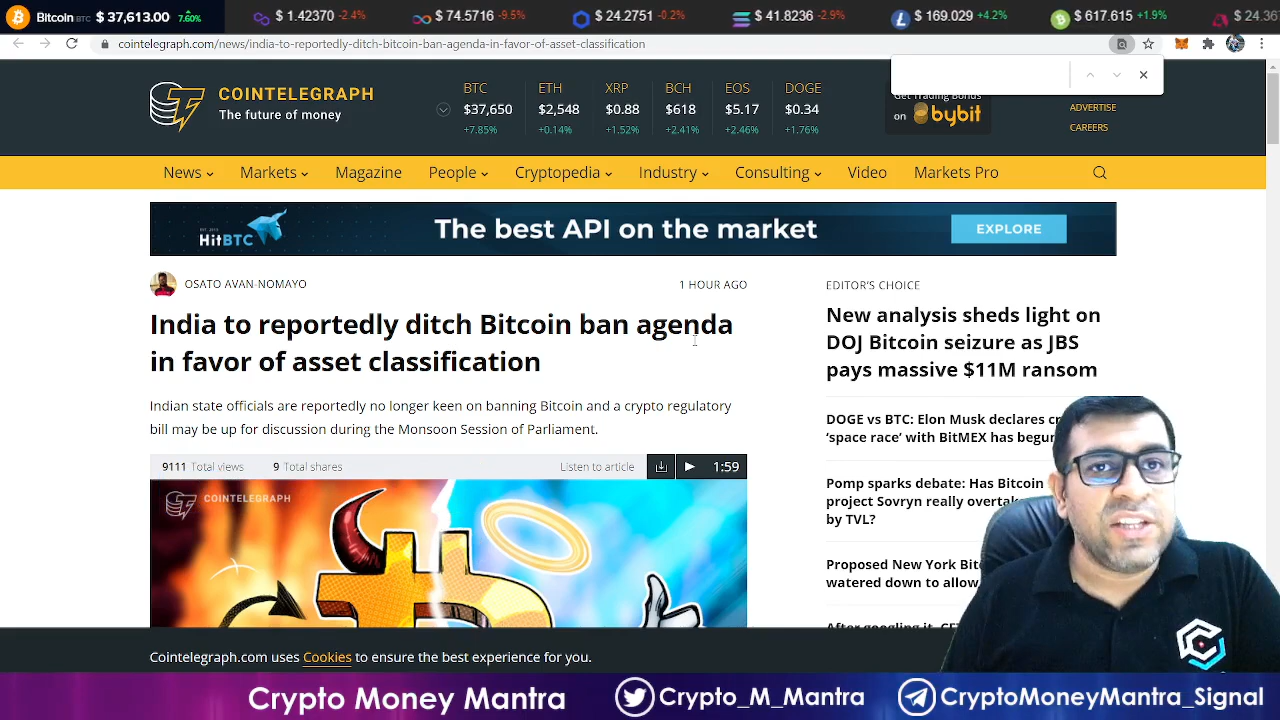 Bitcoin BTC $ 37,613.00 7.60% $ 1.42370 -2.4% $ 74.5716 -9.5% $ 24.2751 -0.2% $ 41.8236 -2.9% $ 169.029 +4.2% $ 617.615 +1.9% $ 24.36
cointelegraph.com/news/india-to-reportedly-ditch-bitcoin-ban-agenda-in-favor-of-asset-classification
COINTELEGRAPH
The future of money
BTC ETH XRP BCH EOS DOGE
$37,650 $2,548 $0.88 $618 $5.17 $0.34
+7.85% +0.14% +1.52% +2.41% +2.46% +1.76%
Get Trading Bonus
on bybit
ADVERTISE
CAREERS
News Markets Magazine People Cryptopedia Industry Consulting Video Markets Pro
HitBTC
The best API on the market
EXPLORE
OSATO AVAN-NOMAYO
1 HOUR AGO
India to reportedly ditch Bitcoin ban agenda
in favor of asset classification
Indian state officials are reportedly no longer keen on banning Bitcoin and a crypto regulatory
bill may be up for discussion during the Monsoon Session of Parliament.
9111 Total views 9 Total shares Listen to article 1:59
COINTELEGRAPH
EDITOR'S CHOICE
New analysis sheds light on
DOJ Bitcoin seizure as JBS
pays massive $11M ransom
DOGE vs BTC: Elon Musk declares
'space race' with BitMEX has begun
Pomp sparks debate: Has Bitcoin
project Sovryn really
by TVL?
Proposed New York
watered down to allow
After googling it,
Cointelegraph.com uses Cookies to ensure the best experience for you.
Crypto Money Mantra Crypto_M_Mantra CryptoMoneyMantra_Signal